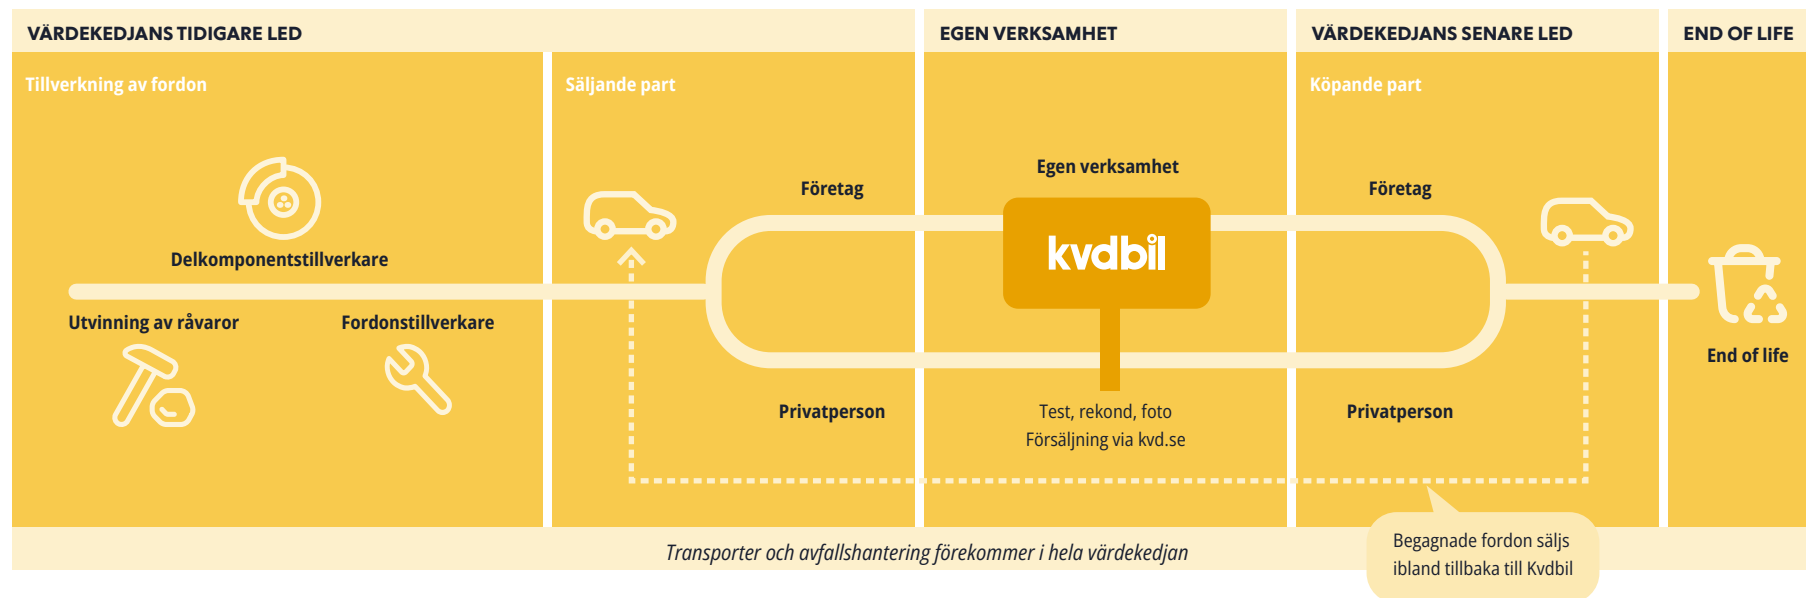 VÄRDEKEDJANS TIDIGARE LED
EGEN VERKSAMHET
VÄRDEKEDJANS SENARE LED
END OF LIFE
Tillverkning av fordon
Säljande part
Köpande part
Delkomponentstillverkare
Utvinning av råvaror
Fordonstillverkare
Företag
Privatperson
Egen verksamhet
kvdbil
Test, rekond, foto
Försäljning via kvd.se
Företag
Privatperson
End of life
Transporter och avfallshantering förekommer i hela värdekedjan
Begagnade fordon säljs
ibland tillbaka till Kvdbil